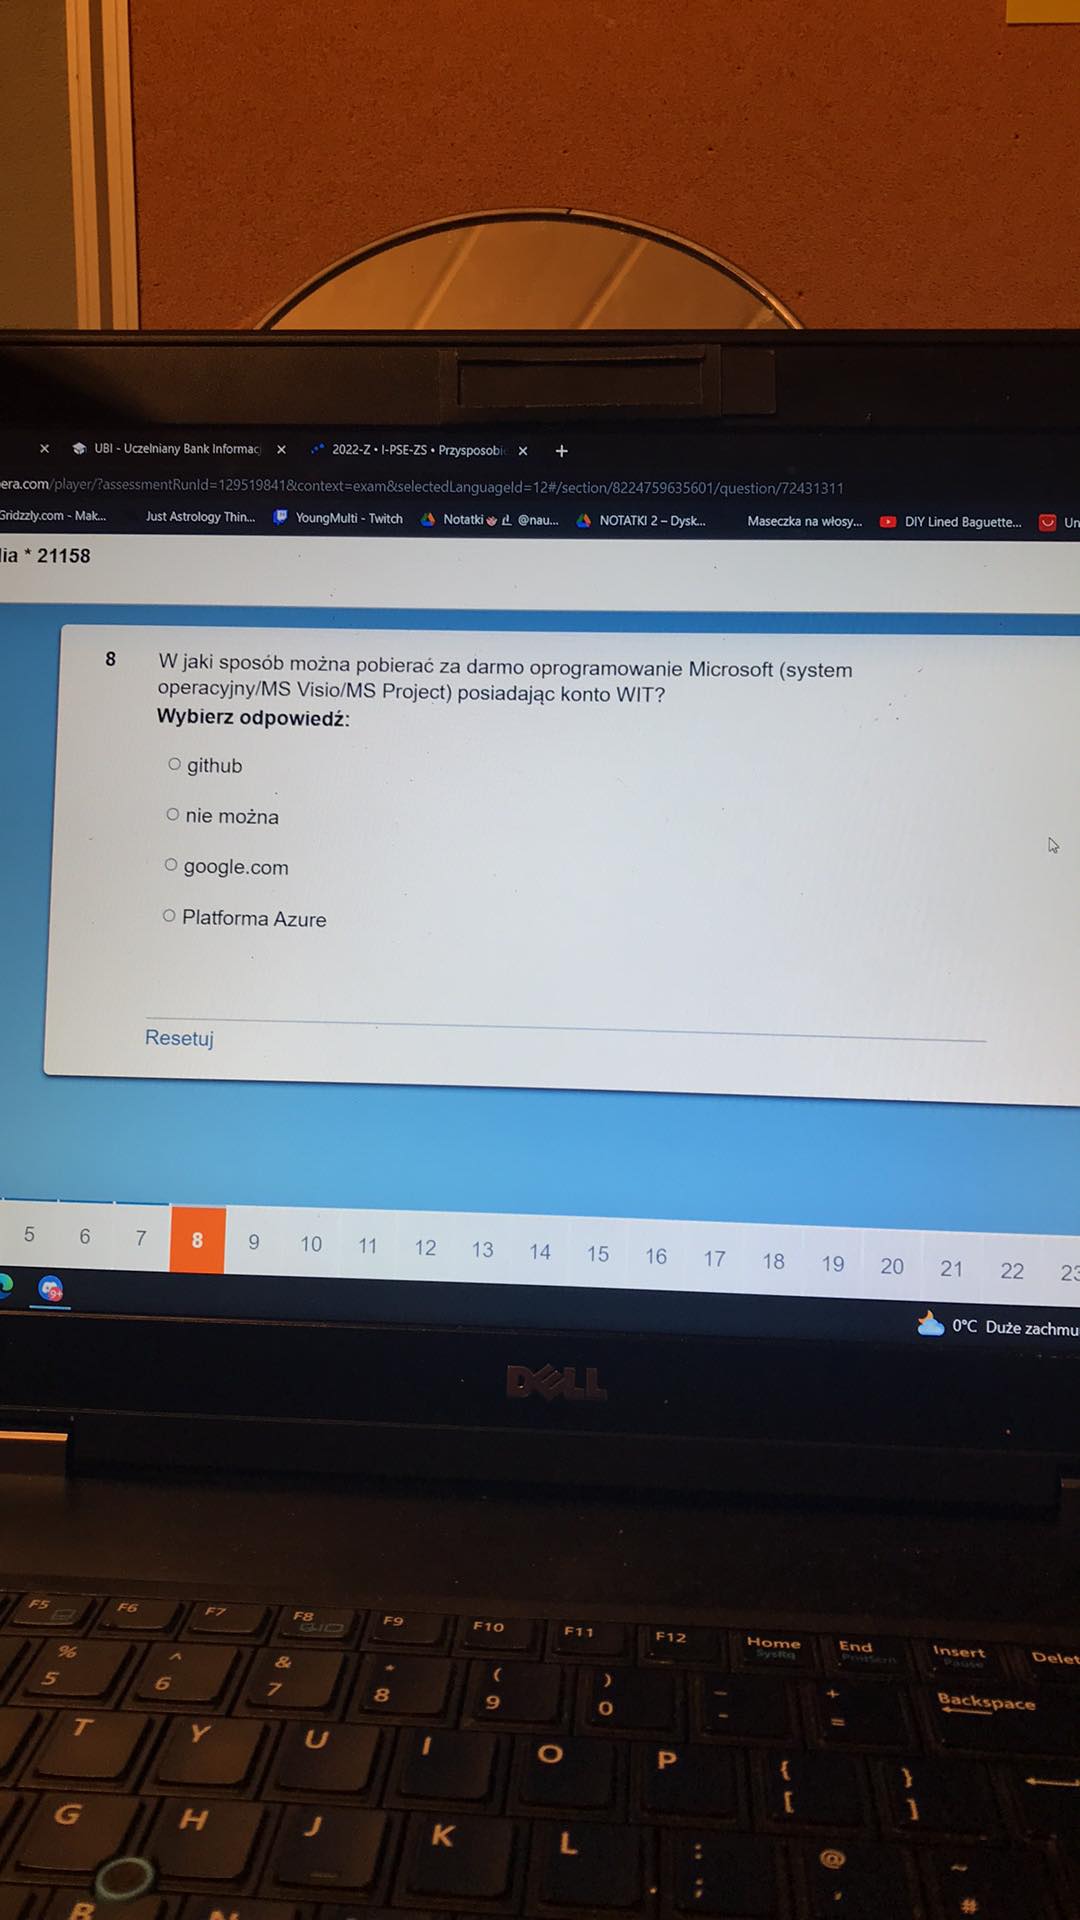 UBI - Uczelniany Bank Informac
2022-Z • I-PSE-ZS • Przysposobie
era.com/player/?assessmentRunId=129519841&context=exam&selectedLanguageId=12#/section/8224759635601/question/72431311
Gridzzly.com - Mak...
Just Astrology Thin...
YoungMulti - Twitch
Notatki @nau...
NOTATKI 2 – Dysk...
Maseczka na włosy...
DIY Lined Baguette...
Un
lia * 21158
8
W jaki sposób można pobierać za darmo oprogramowanie Microsoft (system
operacyjny/MS Visio/MS Project) posiadając konto WIT?
Wybierz odpowiedź:
github
nie można
google.com
Platforma Azure
Resetuj
5 6 7 8 9 10 11 12 13 14 15 16 17 18 19 20 21 22 23
9+
0°C Duże zachmu
DELL
F5 F6 F7 F8 F9 F10 F11 F12 Home End Insert Delet
SysRq PrntScrn Pause
% ^ & * ( ) _ + Backspace
5 6 7 8 9 0 - =
T Y U I O P { }
[ ]
G H J K L : @ ~
; ' #
B N